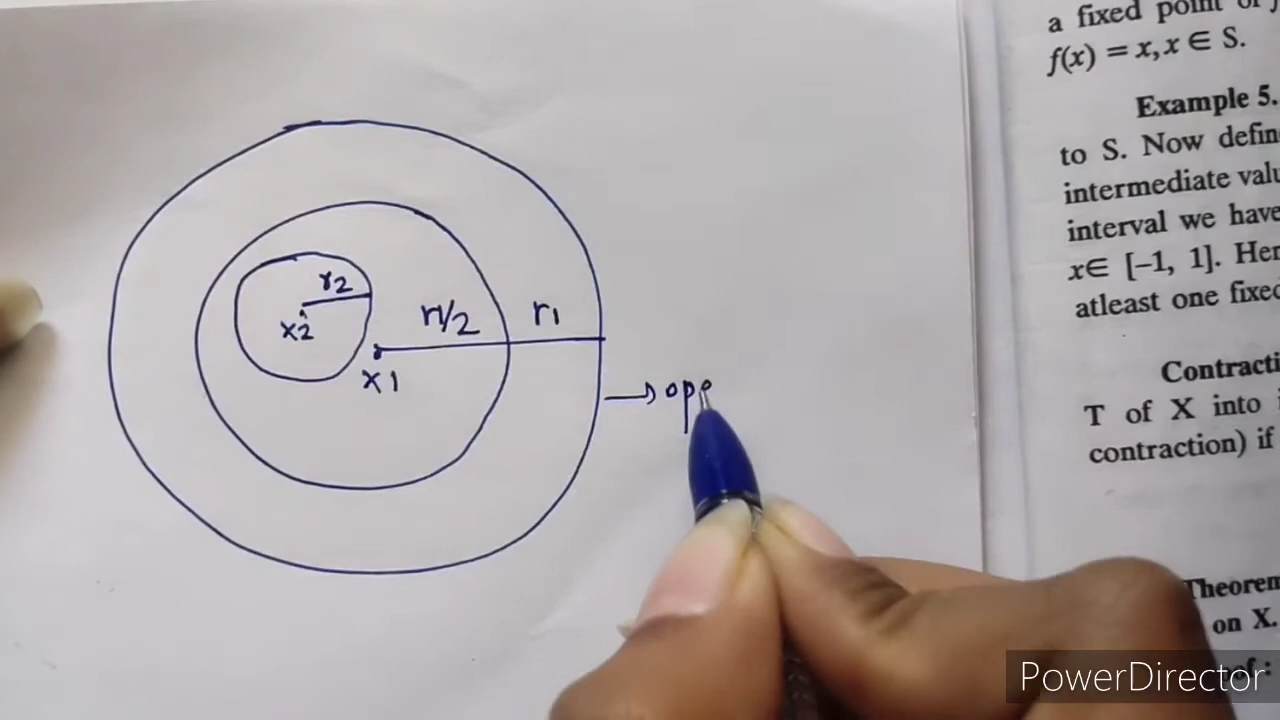 r2
x2
r1/2 r1
x1
ope
a fixed point of f
f(x) = x, x ∈ S.
Example 5.
to S. Now defin
intermediate valu
interval we have
x∈ [–1, 1]. Her
atleast one fixed
Contracti
T of X into i
contraction) if
Theorem
on X.
PowerDirector